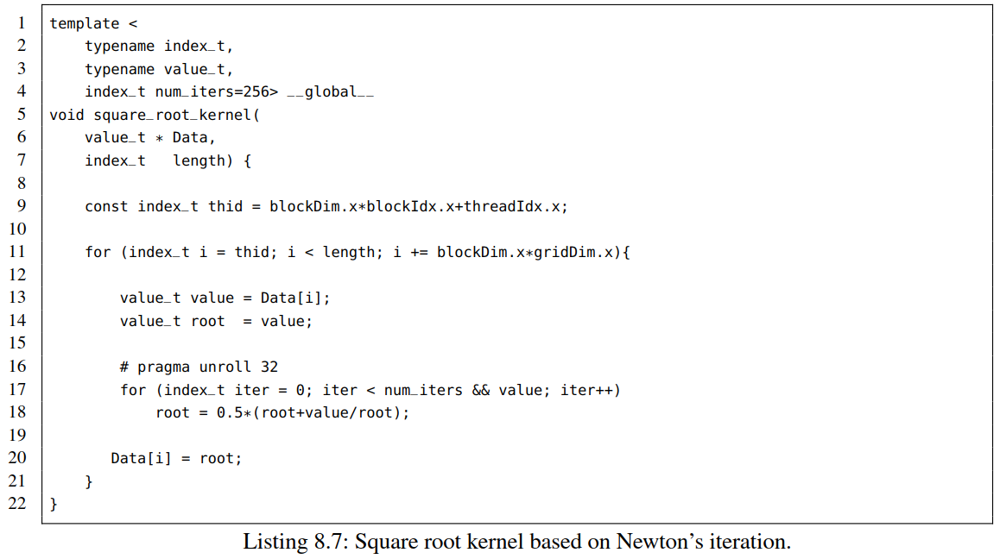 1 template <
2     typename index_t,
3     typename value_t,
4     index_t num_iters=256> __global__
5 void square_root_kernel(
6     value_t * Data,
7     index_t   length) {
8
9     const index_t thid = blockDim.x*blockIdx.x+threadIdx.x;
10
11     for (index_t i = thid; i < length; i += blockDim.x*gridDim.x){
12
13         value_t value = Data[i];
14         value_t root  = value;
15
16         # pragma unroll 32
17         for (index_t iter = 0; iter < num_iters && value; iter++)
18             root = 0.5*(root+value/root);
19
20        Data[i] = root;
21     }
22 }
Listing 8.7: Square root kernel based on Newton's iteration.